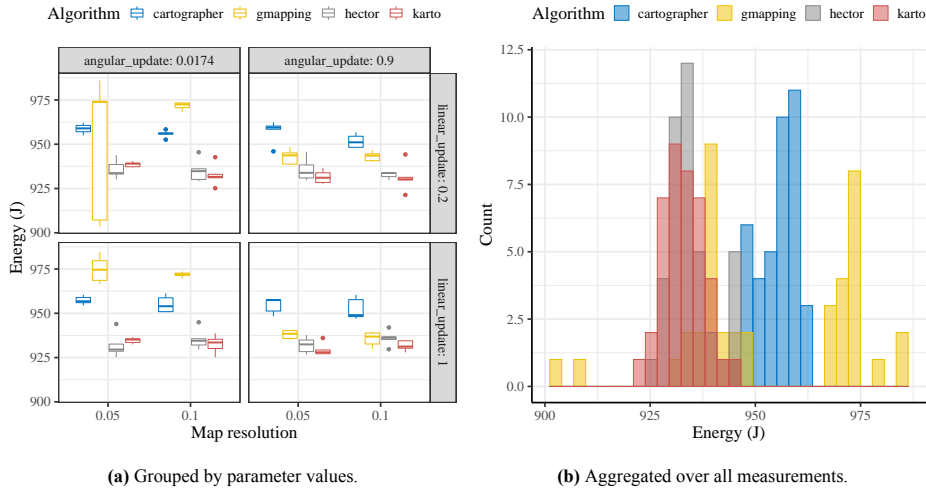 Algorithm cartographer gmapping hector karto
angular_update: 0.0174 angular_update: 0.9
975
950
925
900
linear_update: 0.2
975
950
925
900
linear_update: 1
Energy (J)
0.05 0.1 0.05 0.1
Map resolution
(a) Grouped by parameter values.
Algorithm cartographer gmapping hector karto
12.5
10.0
7.5
5.0
2.5
0.0
Count
900 925 950 975
Energy (J)
(b) Aggregated over all measurements.